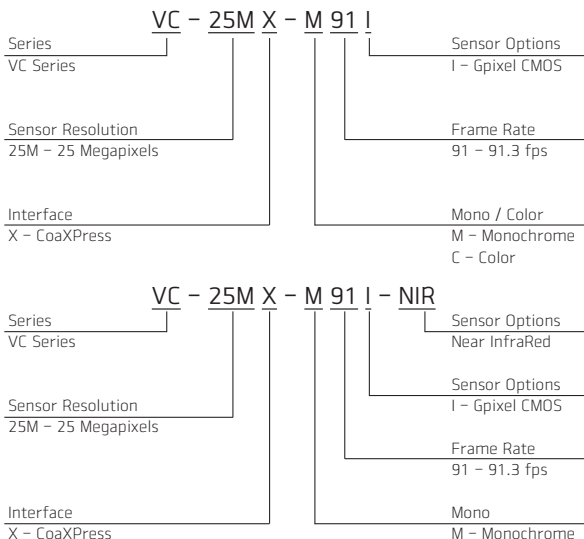 VC – 25M X – M 91 I
Series
VC Series
Sensor Options
I – Gpixel CMOS
Sensor Resolution
25M – 25 Megapixels
Frame Rate
91 – 91.3 fps
Interface
X – CoaXPress
Mono / Color
M – Monochrome
C – Color
VC – 25M X – M 91 I – NIR
Series
VC Series
Sensor Options
Near InfraRed
Sensor Options
I – Gpixel CMOS
Sensor Resolution
25M – 25 Megapixels
Frame Rate
91 – 91.3 fps
Interface
X – CoaXPress
Mono
M – Monochrome